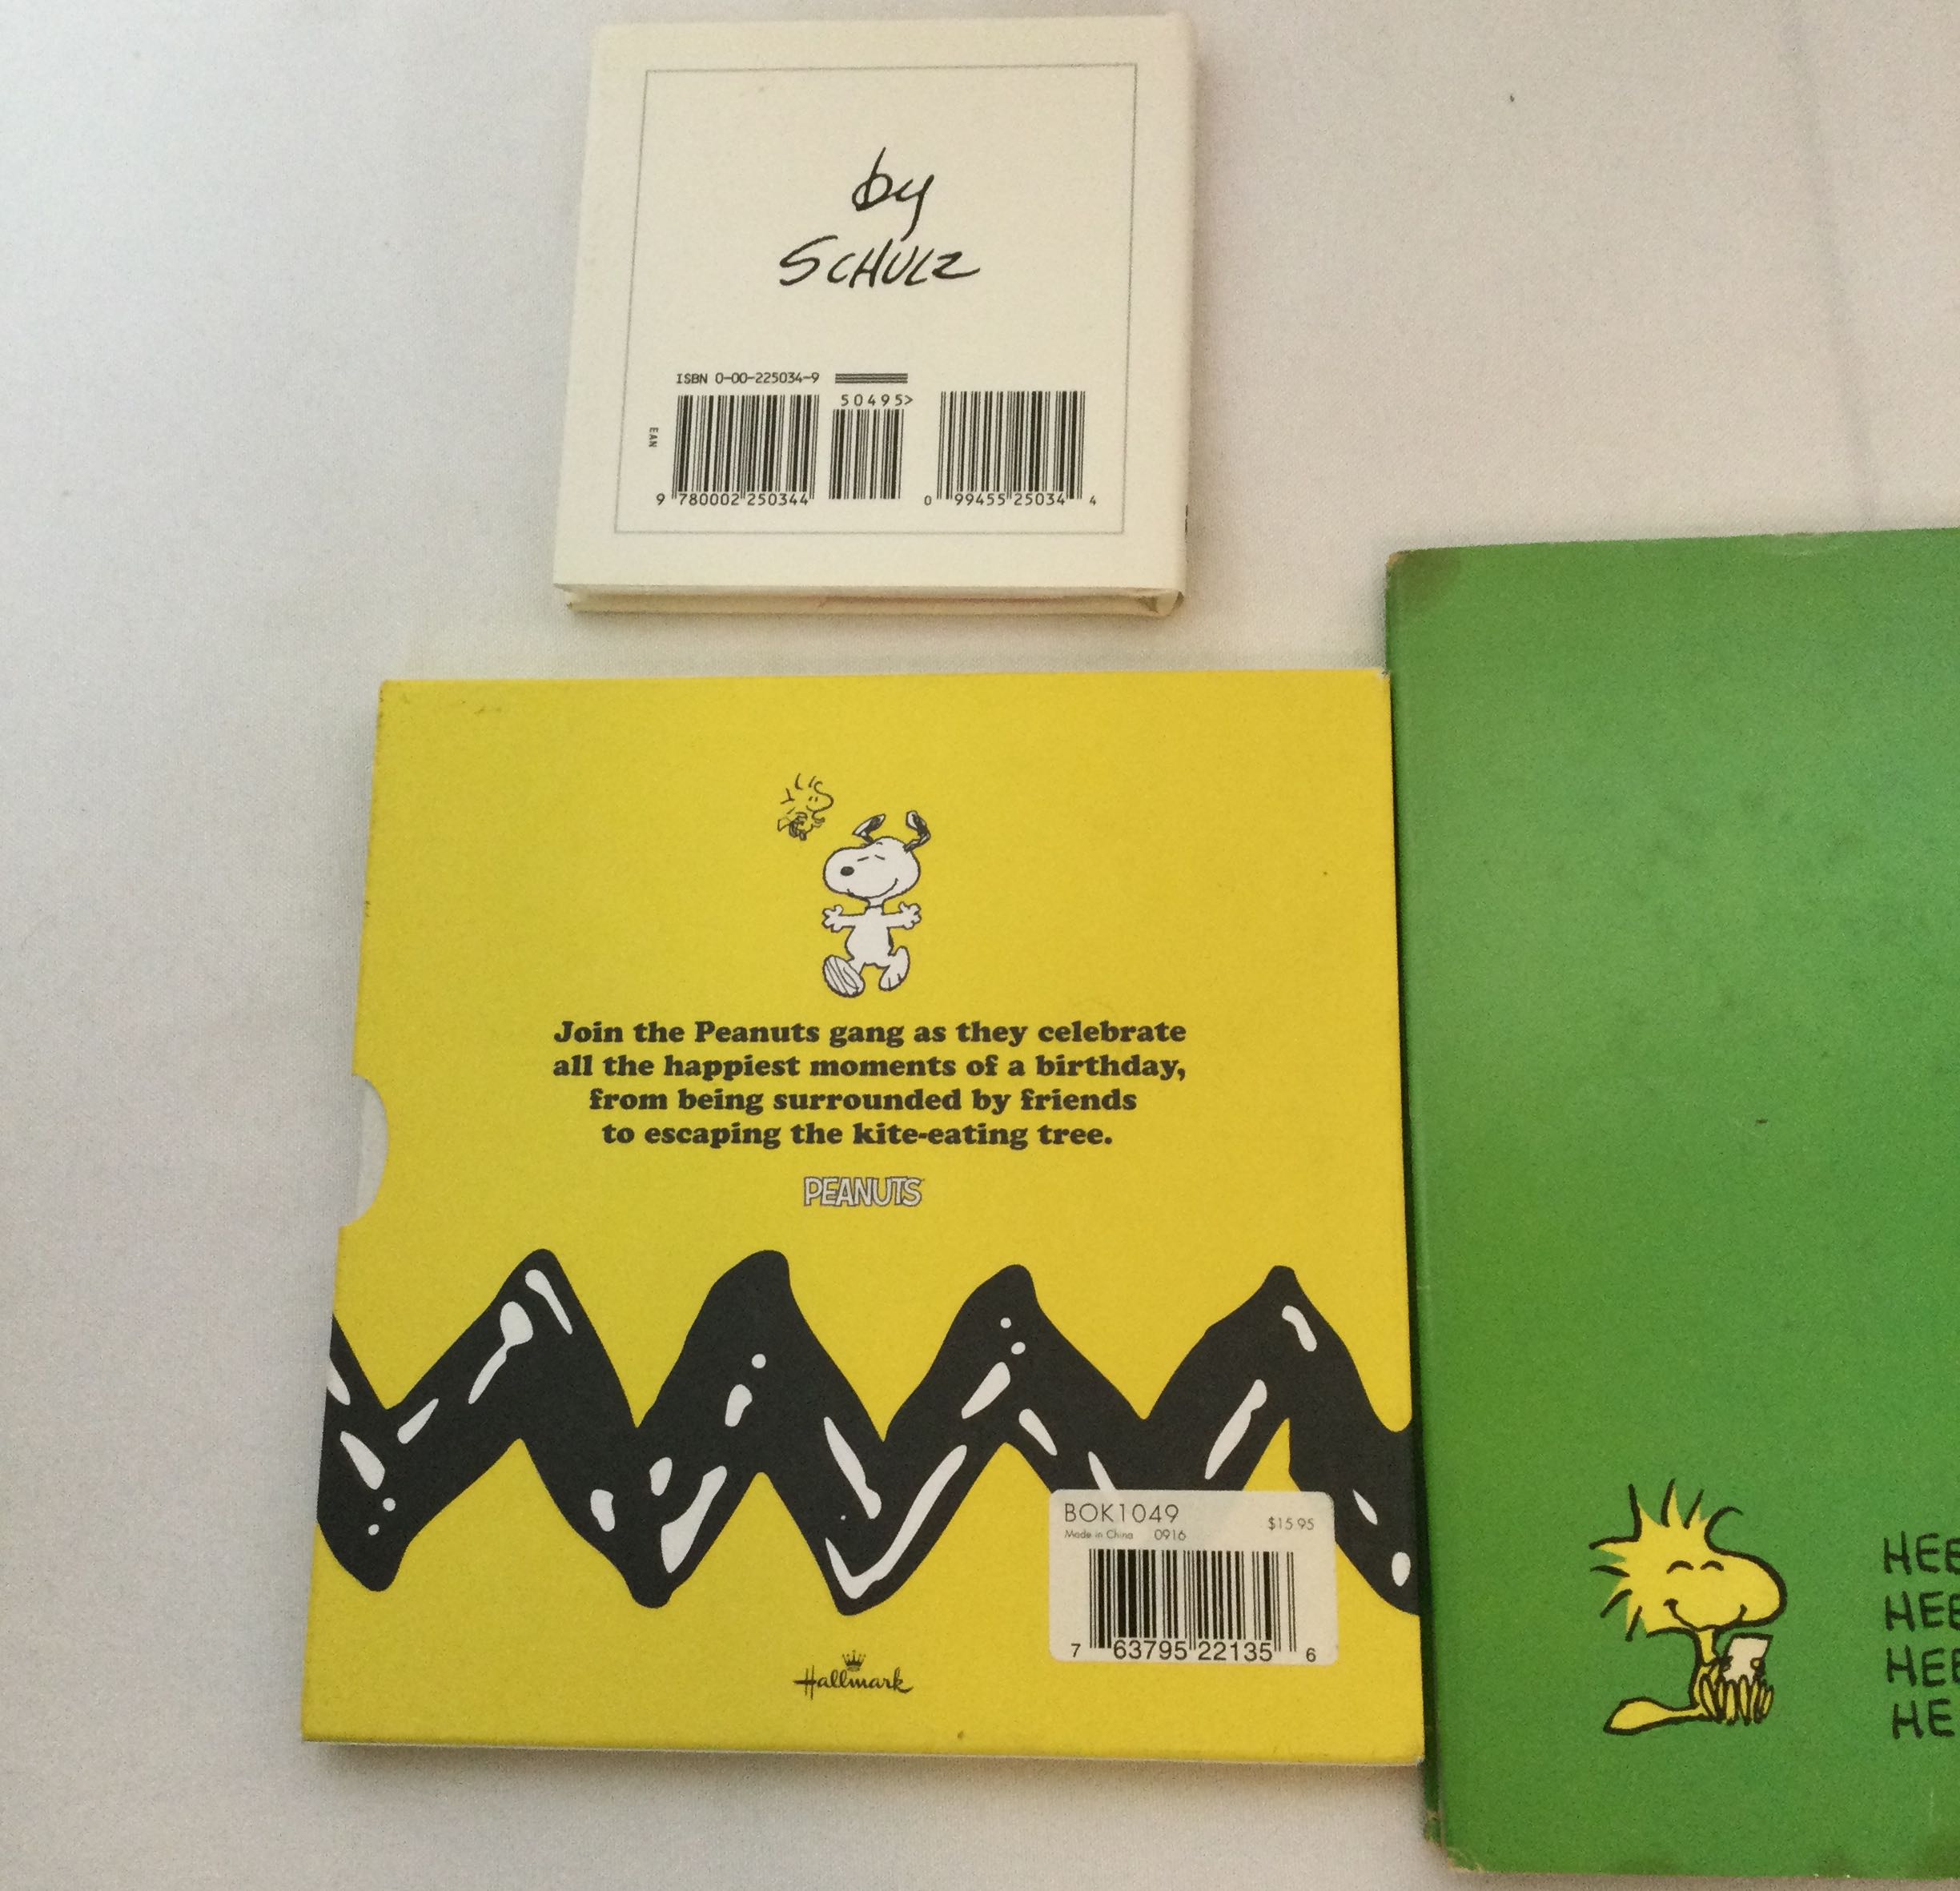 by
SCHULZ
ISBN 0-00-225034-9
50495>
EAN
9 780002 250344
0 99455 25034 4
Join the Peanuts gang as they celebrate
all the happiest moments of a birthday,
from being surrounded by friends
to escaping the kite-eating tree.
PEANUTS
BOK1049
$15.95
Made in China 0916
7 63795 22135 6
Hallmark
HEE
HEE
HEE
HE